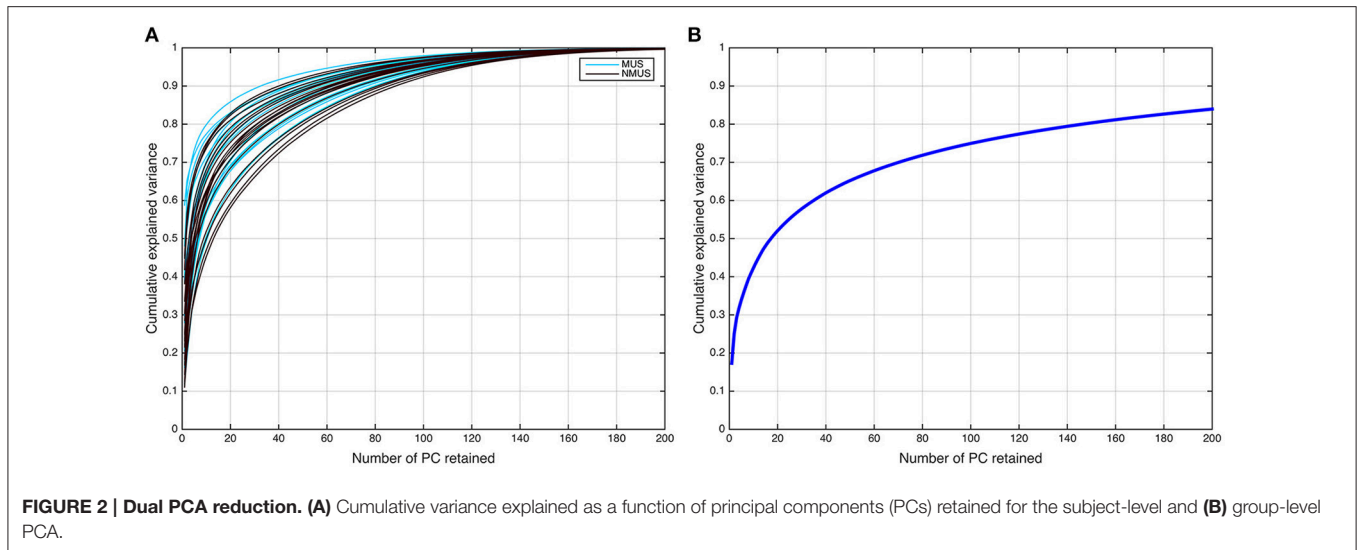 A
B
1
0.9
0.8
0.7
0.6
0.5
0.4
0.3
0.2
0.1
0
Cumulative explained variance
MUS
NMUS
0 20 40 60 80 100 120 140 160 180 200
Number of PC retained
1
0.9
0.8
0.7
0.6
0.5
0.4
0.3
0.2
0.1
0
Cumulative explained variance
0 20 40 60 80 100 120 140 160 180 200
Number of PC retained
FIGURE 2 | Dual PCA reduction. (A) Cumulative variance explained as a function of principal components (PCs) retained for the subject-level and (B) group-level
PCA.